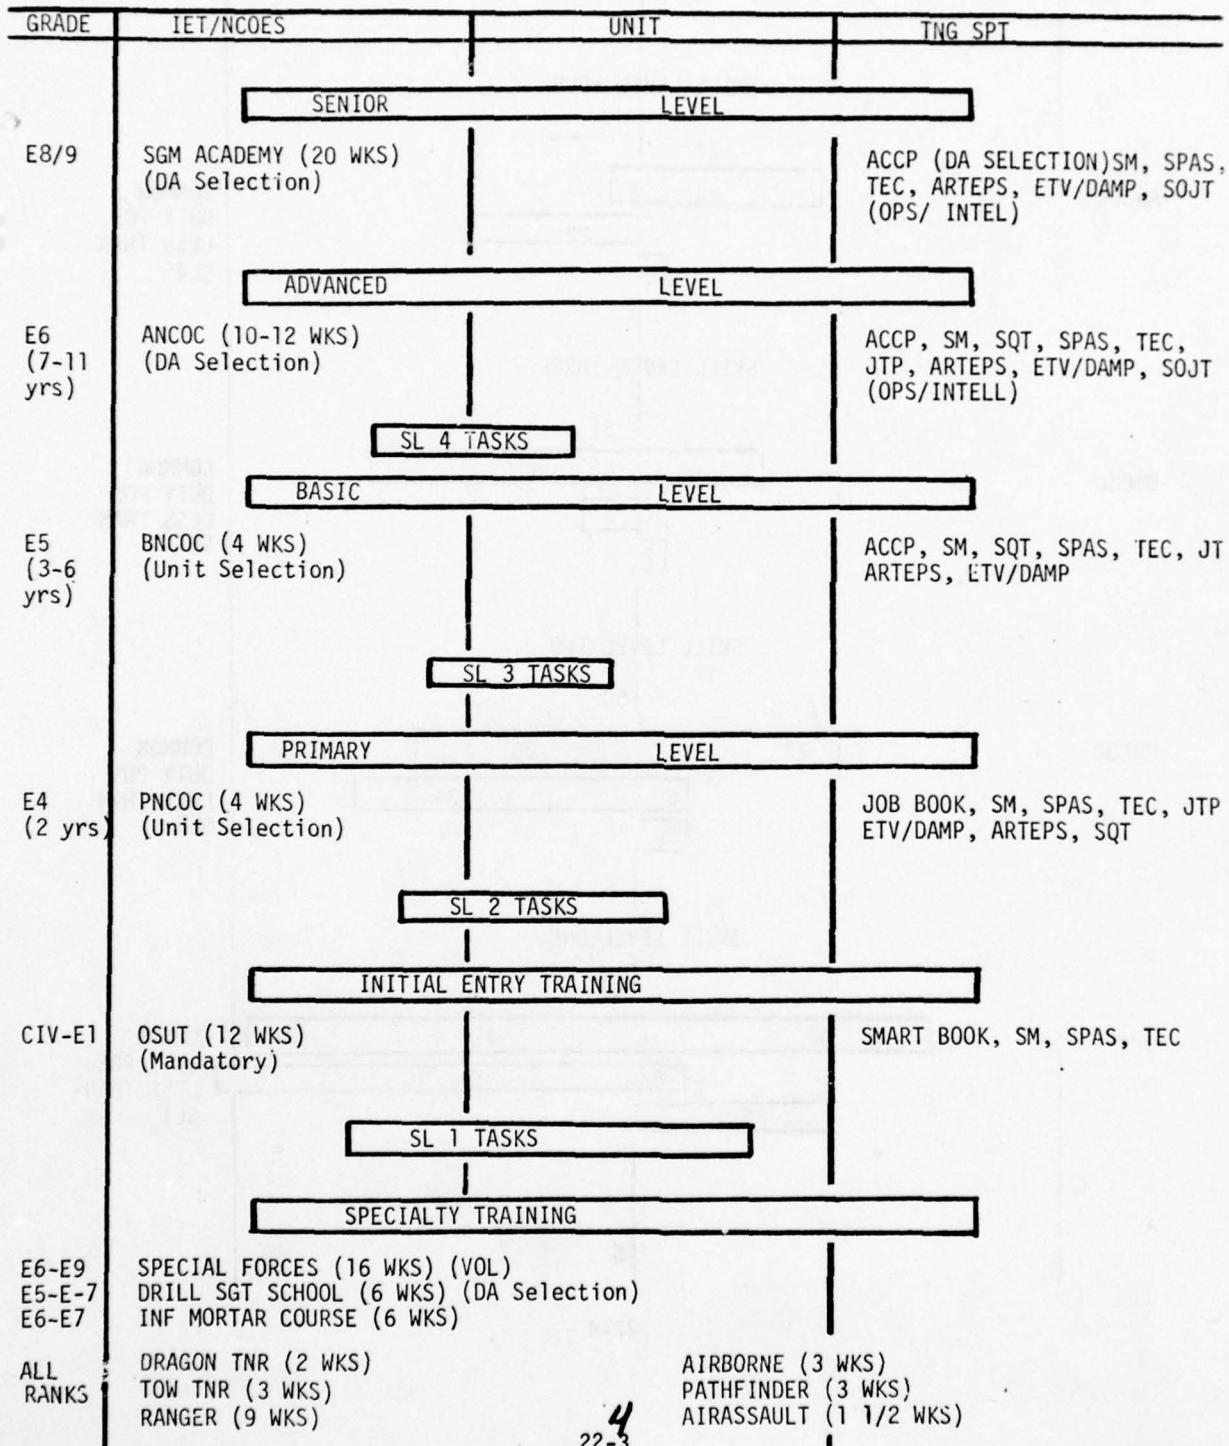 GRADE IET/NCOES UNIT TNG SPT
SENIOR LEVEL
E8/9 SGM ACADEMY (20 WKS) ACCP (DA SELECTION)SM, SPAS,
(DA Selection) TEC, ARTEPS, ETV/DAMP, SOJT
(OPS/ INTEL)
ADVANCED LEVEL
E6 ANCOC (10-12 WKS) ACCP, SM, SQT, SPAS, TEC,
(7-11 (DA Selection) JTP, ARTEPS, ETV/DAMP, SOJT
yrs) (OPS/INTELL)
SL 4 TASKS
BASIC LEVEL
E5 BNCOC (4 WKS) ACCP, SM, SQT, SPAS, TEC, JT
(3-6 (Unit Selection) ARTEPS, ETV/DAMP
yrs)
SL 3 TASKS
PRIMARY LEVEL
E4 PNCOC (4 WKS) JOB BOOK, SM, SPAS, TEC, JTP
(2 yrs) (Unit Selection) ETV/DAMP, ARTEPS, SQT
SL 2 TASKS
INITIAL ENTRY TRAINING
CIV-E1 OSUT (12 WKS) SMART BOOK, SM, SPAS, TEC
(Mandatory)
SL 1 TASKS
SPECIALTY TRAINING
E6-E9 SPECIAL FORCES (16 WKS) (VOL)
E5-E-7 DRILL SGT SCHOOL (6 WKS) (DA Selection)
E6-E7 INF MORTAR COURSE (6 WKS)
ALL DRAGON TNR (2 WKS) AIRBORNE (3 WKS)
RANKS TOW TNR (3 WKS) PATHFINDER (3 WKS)
RANGER (9 WKS) AIRASSAULT (1 1/2 WKS)
4
22-3